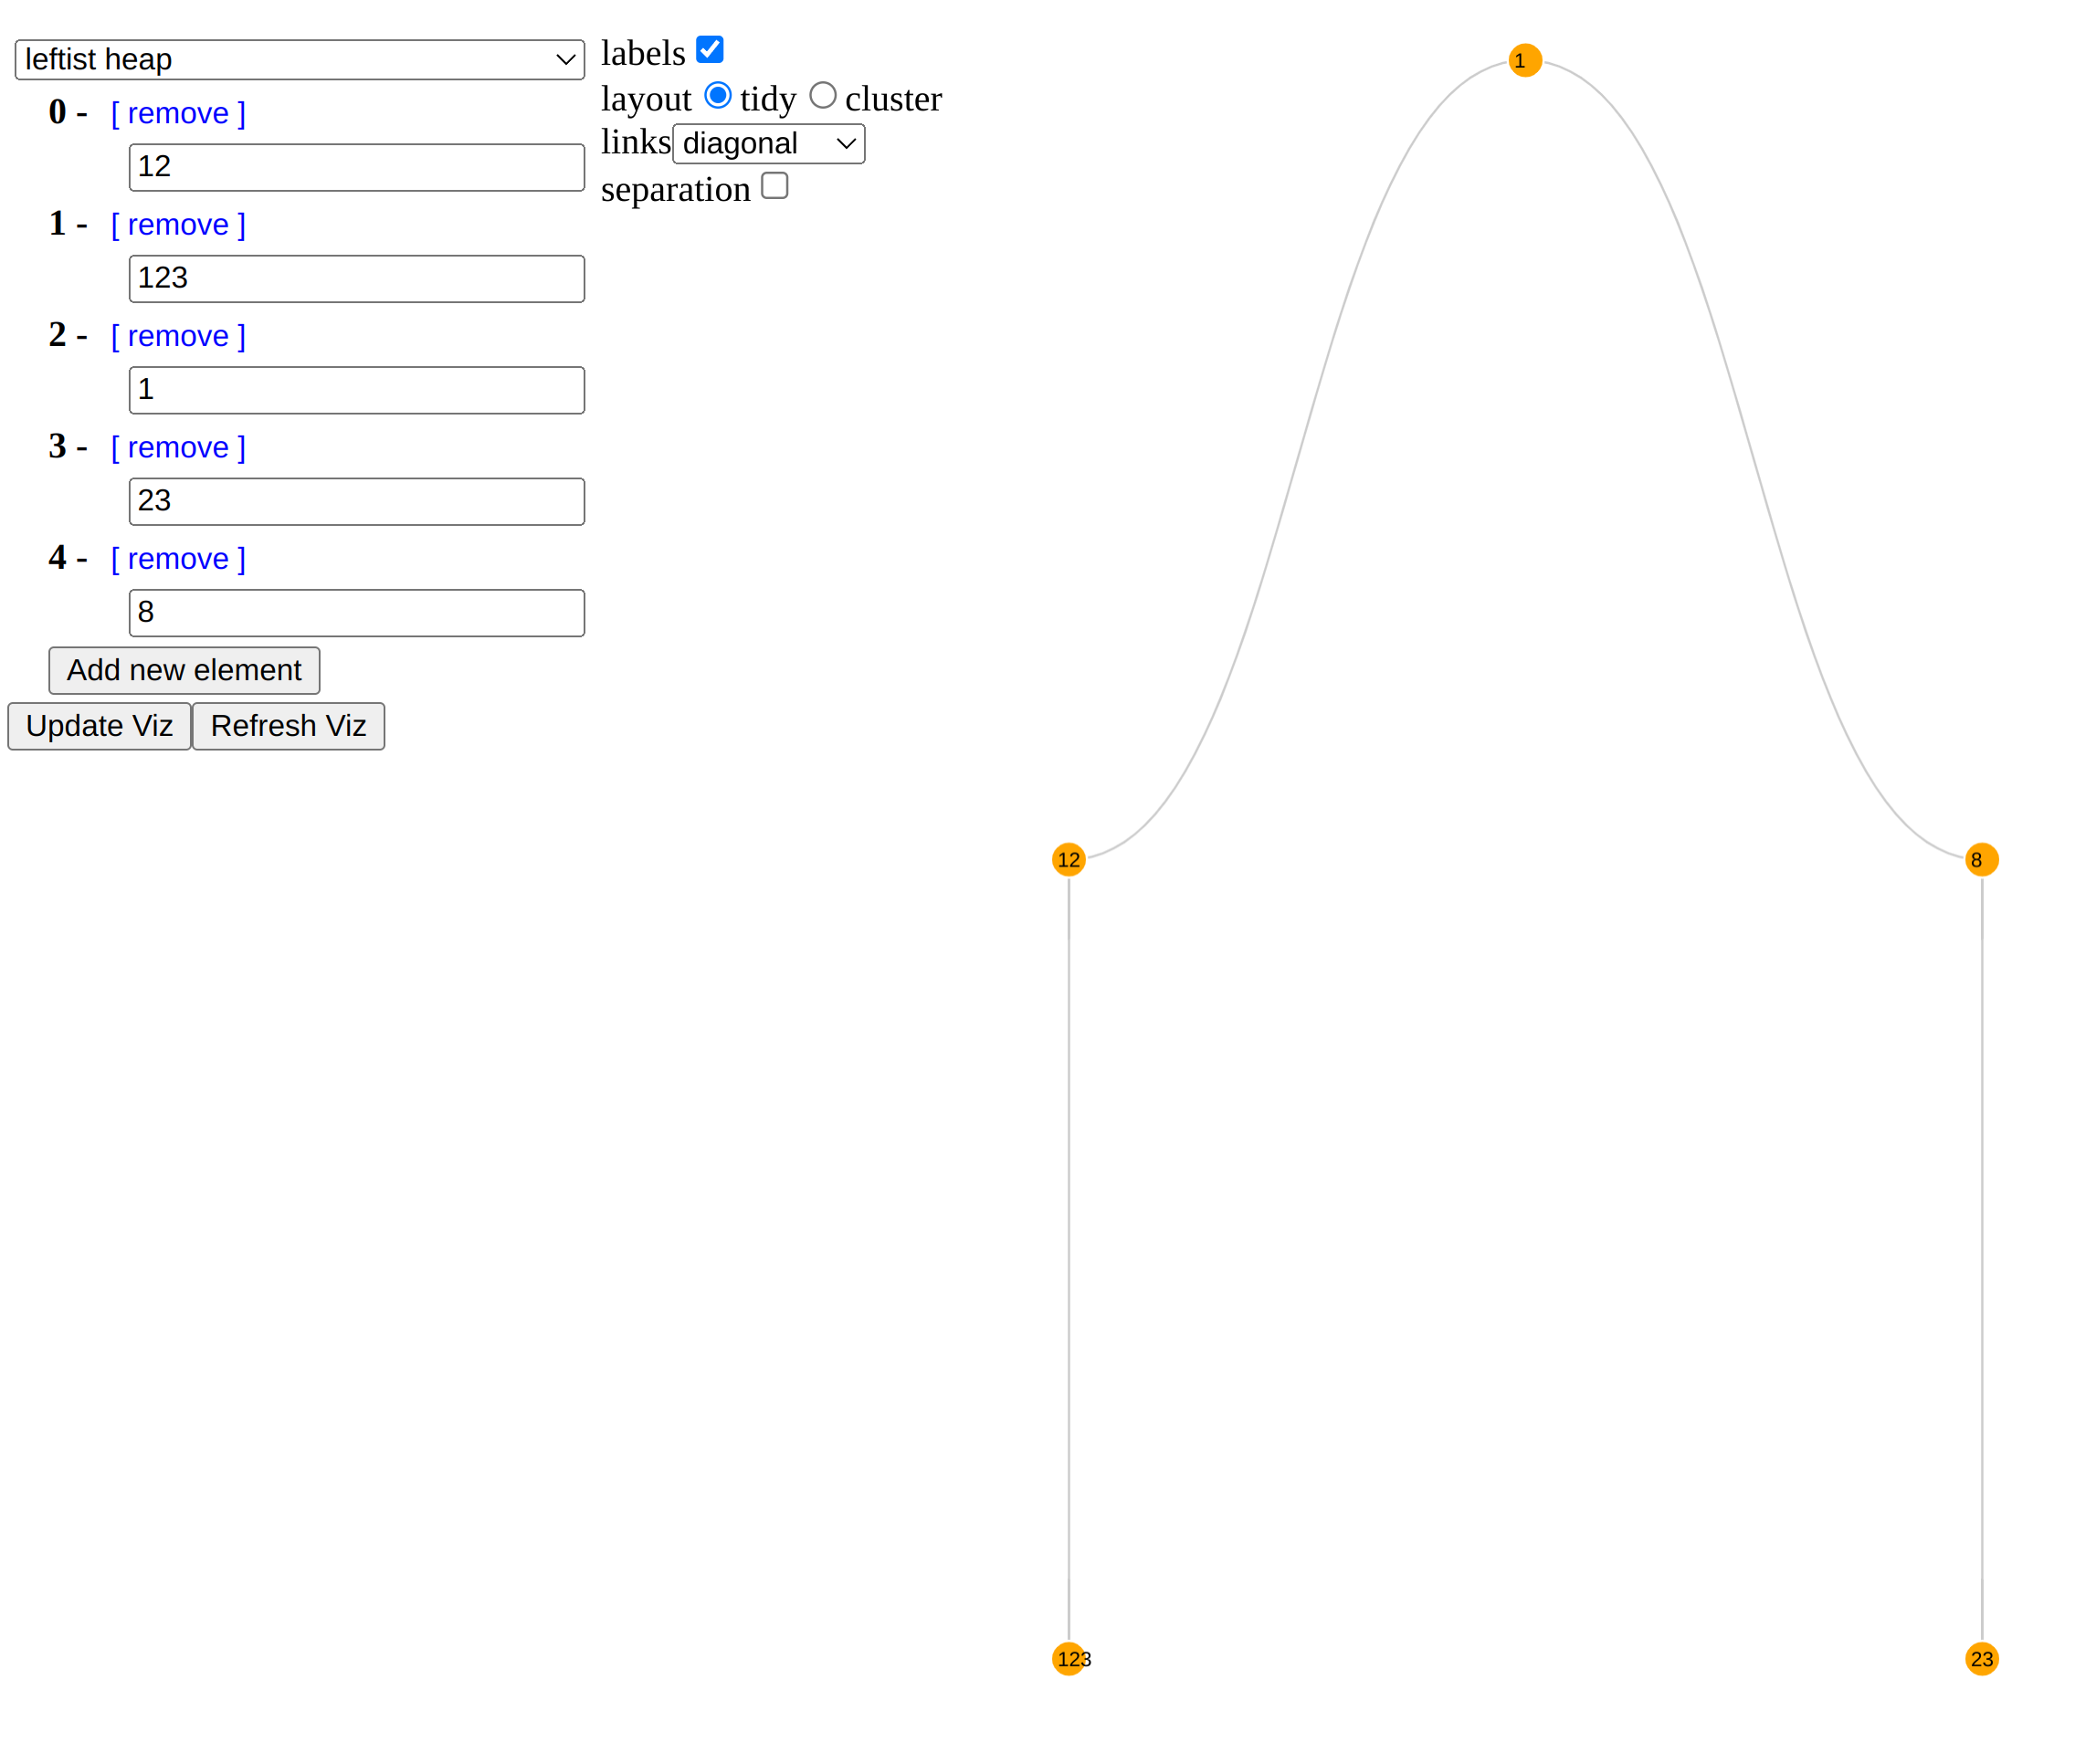 leftist heap
0 - [ remove ]
12
1 - [ remove ]
123
2 - [ remove ]
1
3 - [ remove ]
23
4 - [ remove ]
8
Add new element
Update Viz Refresh Viz
labels
layout tidy cluster
links diagonal
separation
1
12 8
123 23